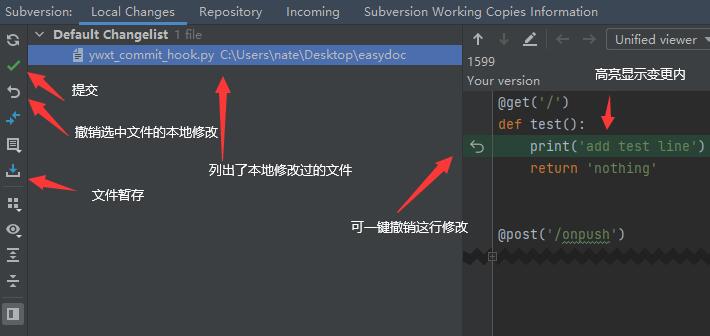 Subversion: Local Changes Repository Incoming Subversion Working Copies Information
Default Changelist 1 file
ywxt_commit_hook.py C:\Users\nate\Desktop\easydoc
提交
撤销选中文件的本地修改
列出了本地修改过的文件
文件暂存
Unified viewer
1599
Your version
高亮显示变更内
@get('/')
def test():
print('add test line')
return 'nothing'
可一键撤销这行修改
@post('/onpush')